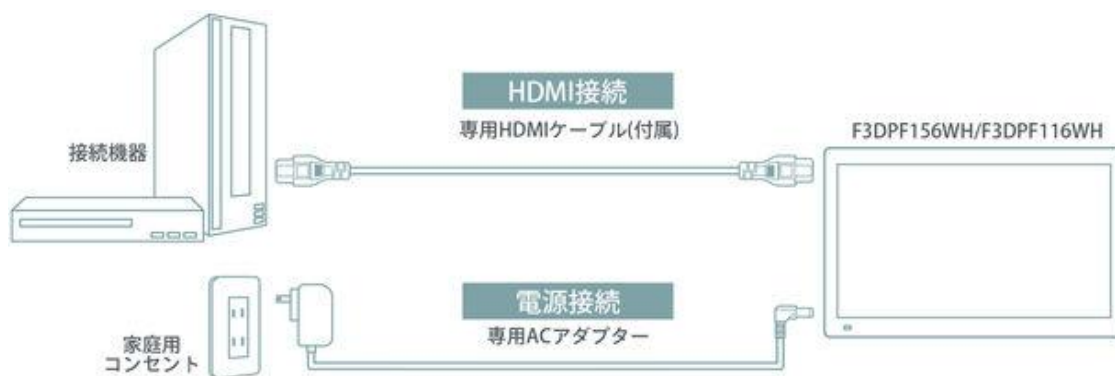 HDMI接続
専用HDMIケーブル(付属)
F3DPF156WH/F3DPF116WH
接続機器
電源接続
専用ACアダプター
家庭用
コンセント